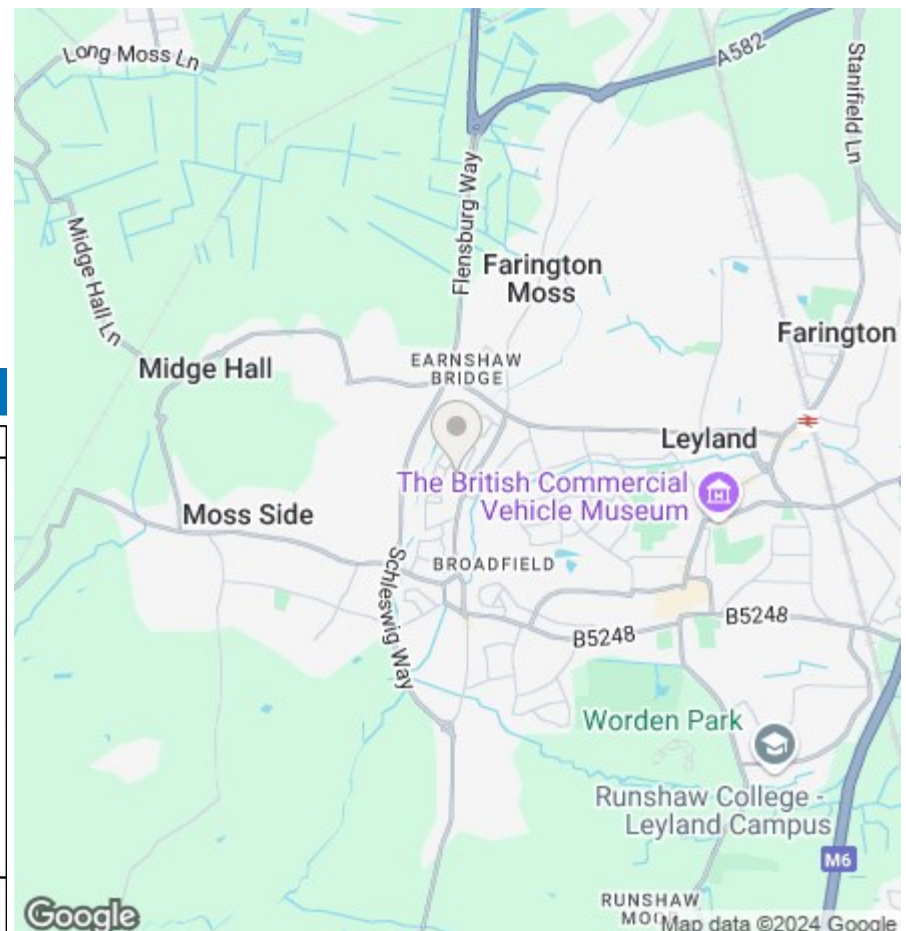 Long Moss Ln
A582
Stanifield Ln
Flensburg Way
Midge Hall Ln
Farington
Moss
Farington
Midge Hall
EARNSHAW
BRIDGE
Leyland
The British Commercial
Vehicle Museum
Moss Side
BROADFIELD
Schleswig Way
B5248
B5248
Worden Park
Runshaw College -
Leyland Campus
M6
RUNSHAW
MOOR
Google
Map data ©2024 Google